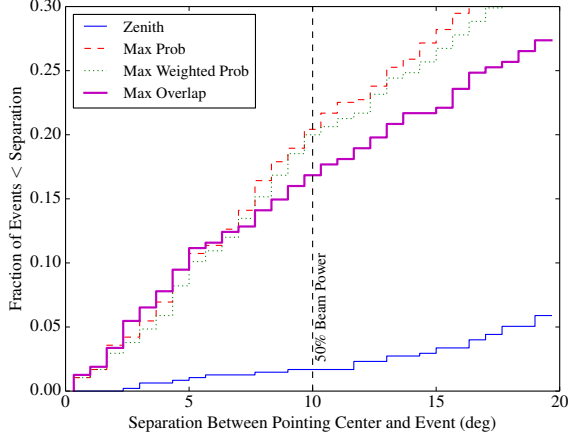 0.30
0.25
0.20
0.15
0.10
0.05
0.00
Fraction of Events < Separation
Zenith
Max Prob
Max Weighted Prob
Max Overlap
50% Beam Power
0 5 10 15 20
Separation Between Pointing Center and Event (deg)